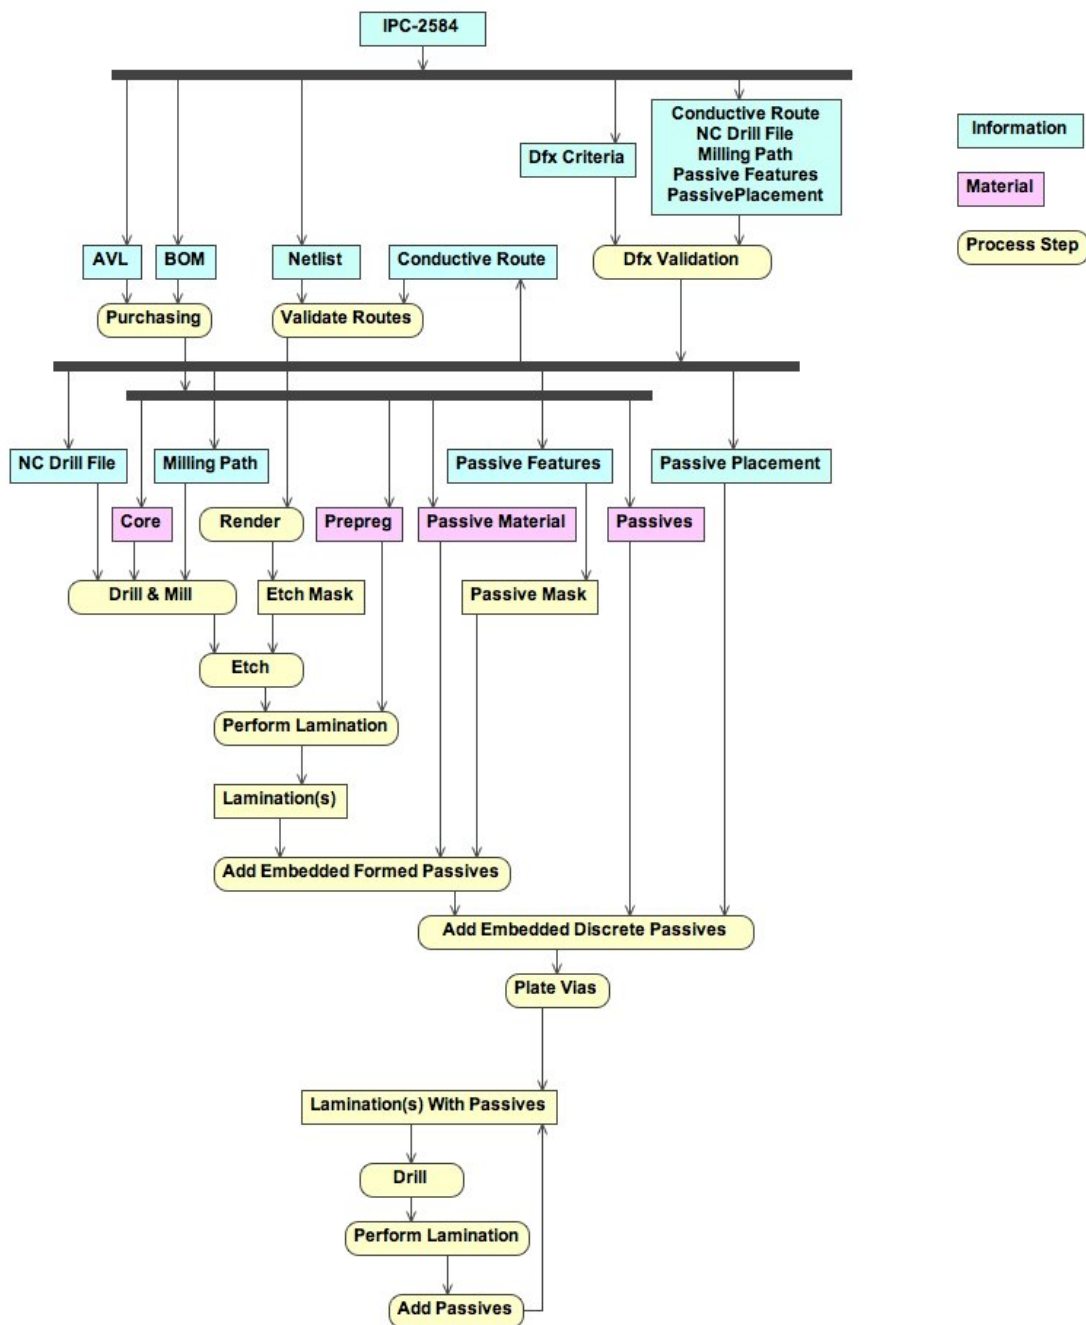 IPC-2584
Conductive Route
NC Drill File
Milling Path
Passive Features
PassivePlacement
Dfx Criteria
Information
Material
Process Step
AVL
BOM
Netlist
Conductive Route
Dfx Validation
Purchasing
Validate Routes
NC Drill File
Milling Path
Passive Features
Passive Placement
Core
Render
Prepreg
Passive Material
Passives
Drill & Mill
Etch Mask
Passive Mask
Etch
Perform Lamination
Lamination(s)
Add Embedded Formed Passives
Add Embedded Discrete Passives
Plate Vias
Lamination(s) With Passives
Drill
Perform Lamination
Add Passives